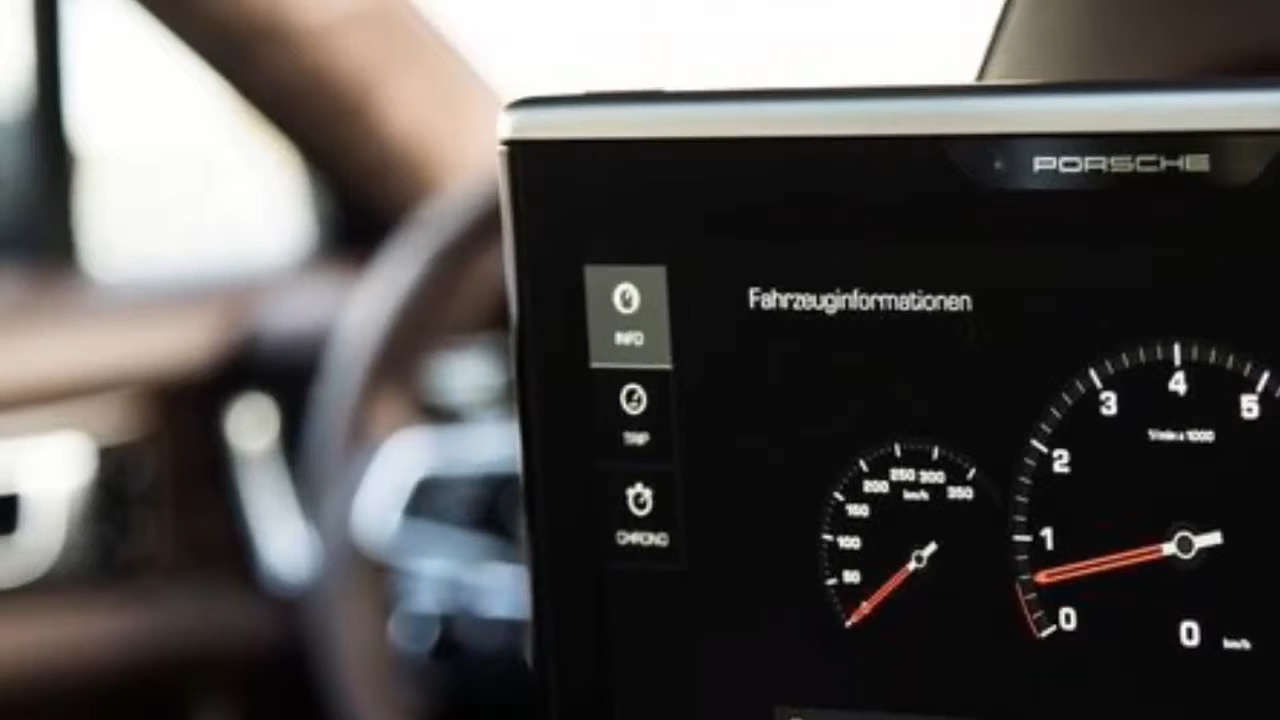 PORSCHE
Fahrzeuginformationen
INFO
TRIP
CHRONO
50
100
150
200
250
300
350
km/h
0
1
2
3
4
5
1/min x 1000
0 km/h